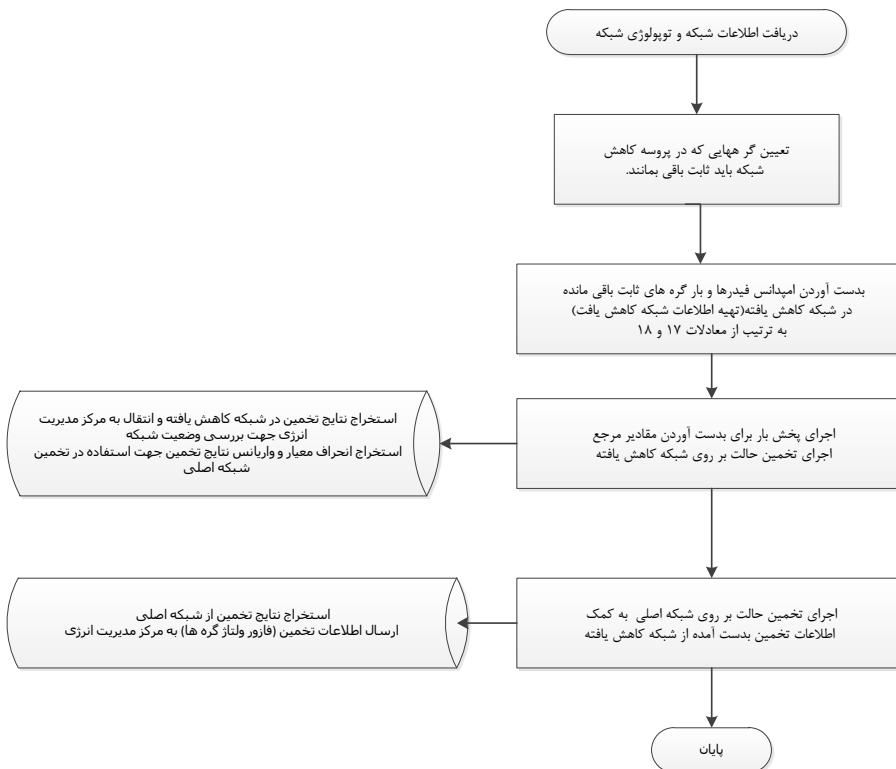 دریافت اطلاعات شبکه و توپولوژی شبکه
تعیین گر ههایی که در پروسه کاهش
شبکه باید ثابت باقی بمانند.
بدست آوردن امپدانس فیدرها و بار گره های ثابت باقی مانده
در شبکه کاهش یافته(تهیه اطلاعات شبکه کاهش یافت)
به ترتیب از معادلات ۱۷ و ۱۸
اجرای پخش بار برای بدست آوردن مقادیر مرجع
اجرای تخمین حالت بر روی شبکه کاهش یافته
استخراج نتایج تخمین در شبکه کاهش یافته و انتقال به مرکز مدیریت
انرژی جهت بررسی وضعیت شبکه
استخراج انحراف معیار و واریانس نتایج تخمین جهت استفاده در تخمین
شبکه اصلی
اجرای تخمین حالت بر روی شبکه اصلی به کمک
اطلاعات تخمین بدست آمده از شبکه کاهش یافته
استخراج نتایج تخمین از شبکه اصلی
ارسال اطلاعات تخمین (فازور ولتاژ گره ها) به مرکز مدیریت انرژی
پایان